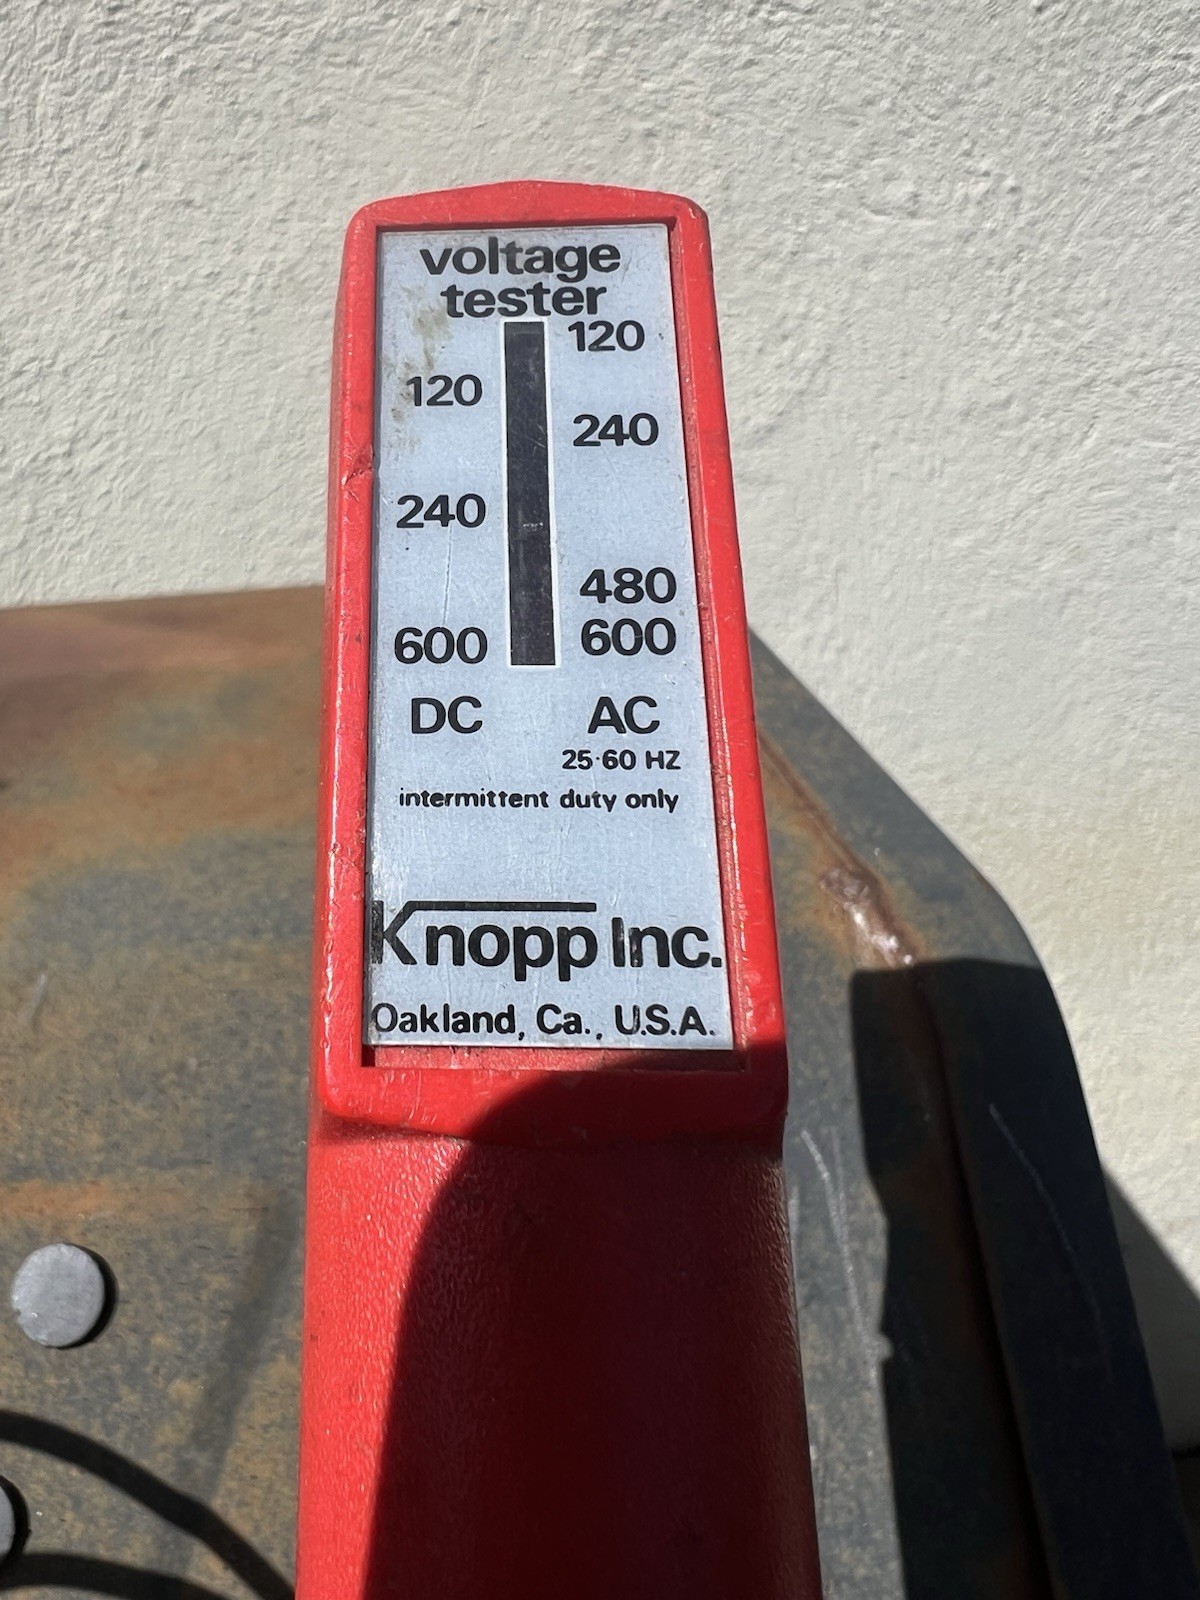 voltage
tester
120
120
240
240
480
600
600
DC
AC
25·60 HZ
intermittent duty only
Knopp Inc.
Oakland, Ca., U.S.A.